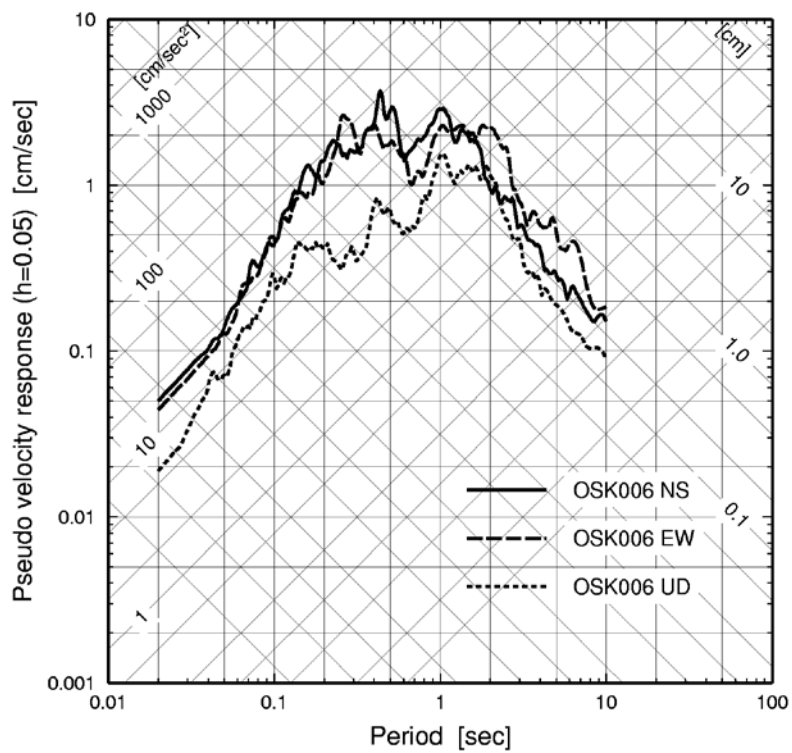 10
1
0.1
0.01
0.001
Pseudo velocity response (h=0.05) [cm/sec]
[cm/sec²]
1000
100
10
1
[cm]
10
1.0
0.1
OSK006 NS
OSK006 EW
OSK006 UD
0.01
0.1
1
10
100
Period [sec]